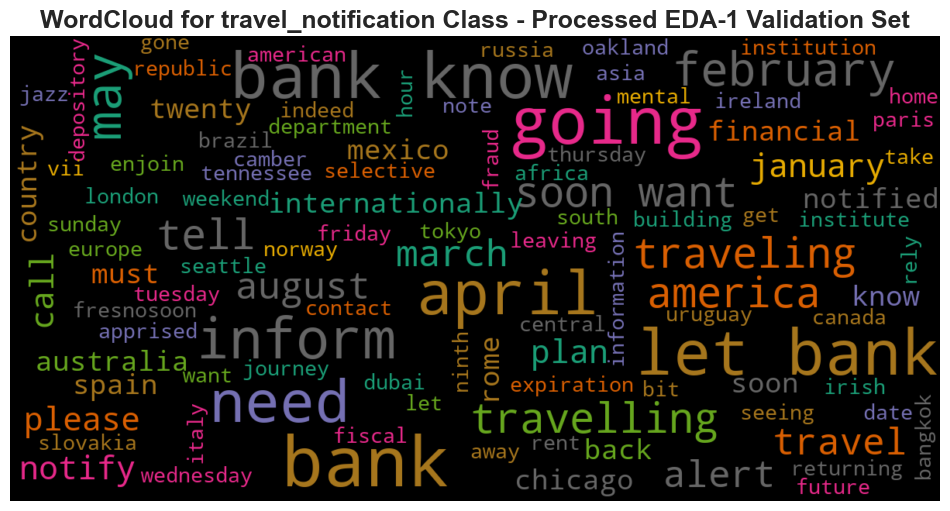 WordCloud for travel_notification Class - Processed EDA-1 Validation Set
gone
american
russia
oakland
institution
republic
bank know
february
asia
jazz
depository
may
twenty
indeed
hour
note
mental
ireland
home
going
paris
department
brazil
financial
country
vii
enjoin
camber
tennessee
selective
mexico
fraud
thursday
africa
january
take
london
weekend
internationally
soon want
notified
sunday
tell
friday
tokyo
south
building
get
institute
europe
seattle
norway
march
leaving
traveling
rely
call
must
tuesday
august
contact
april
information
america
know
fresnosoon
apprised
inform
central
uruguay
canada
australia
want
journey
ninth
rome
plan
let bank
spain
need
dubai
let
expiration
bit
soon
irish
please
slovakia
italy
fiscal
travelling
away
rent
back
seeing
date
travel
bangkok
notify
wednesday
bank
chicago
alert
returning
future